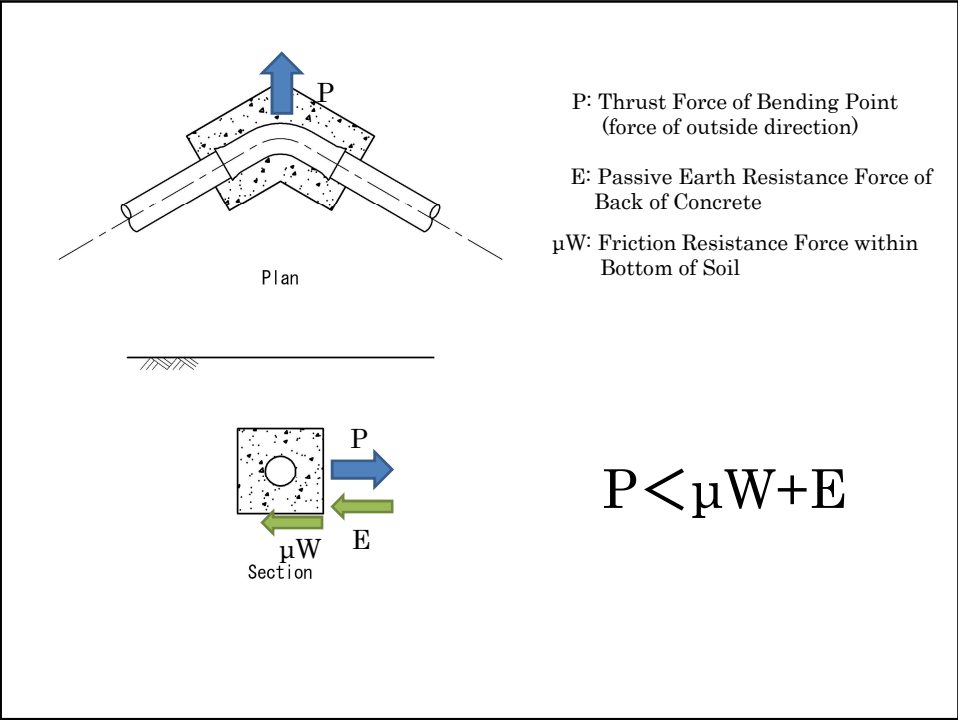 P
P: Thrust Force of Bending Point
(force of outside direction)
E: Passive Earth Resistance Force of
Back of Concrete
μW: Friction Resistance Force within
Bottom of Soil
Plan
P
E
μW
Section
P<μW+E